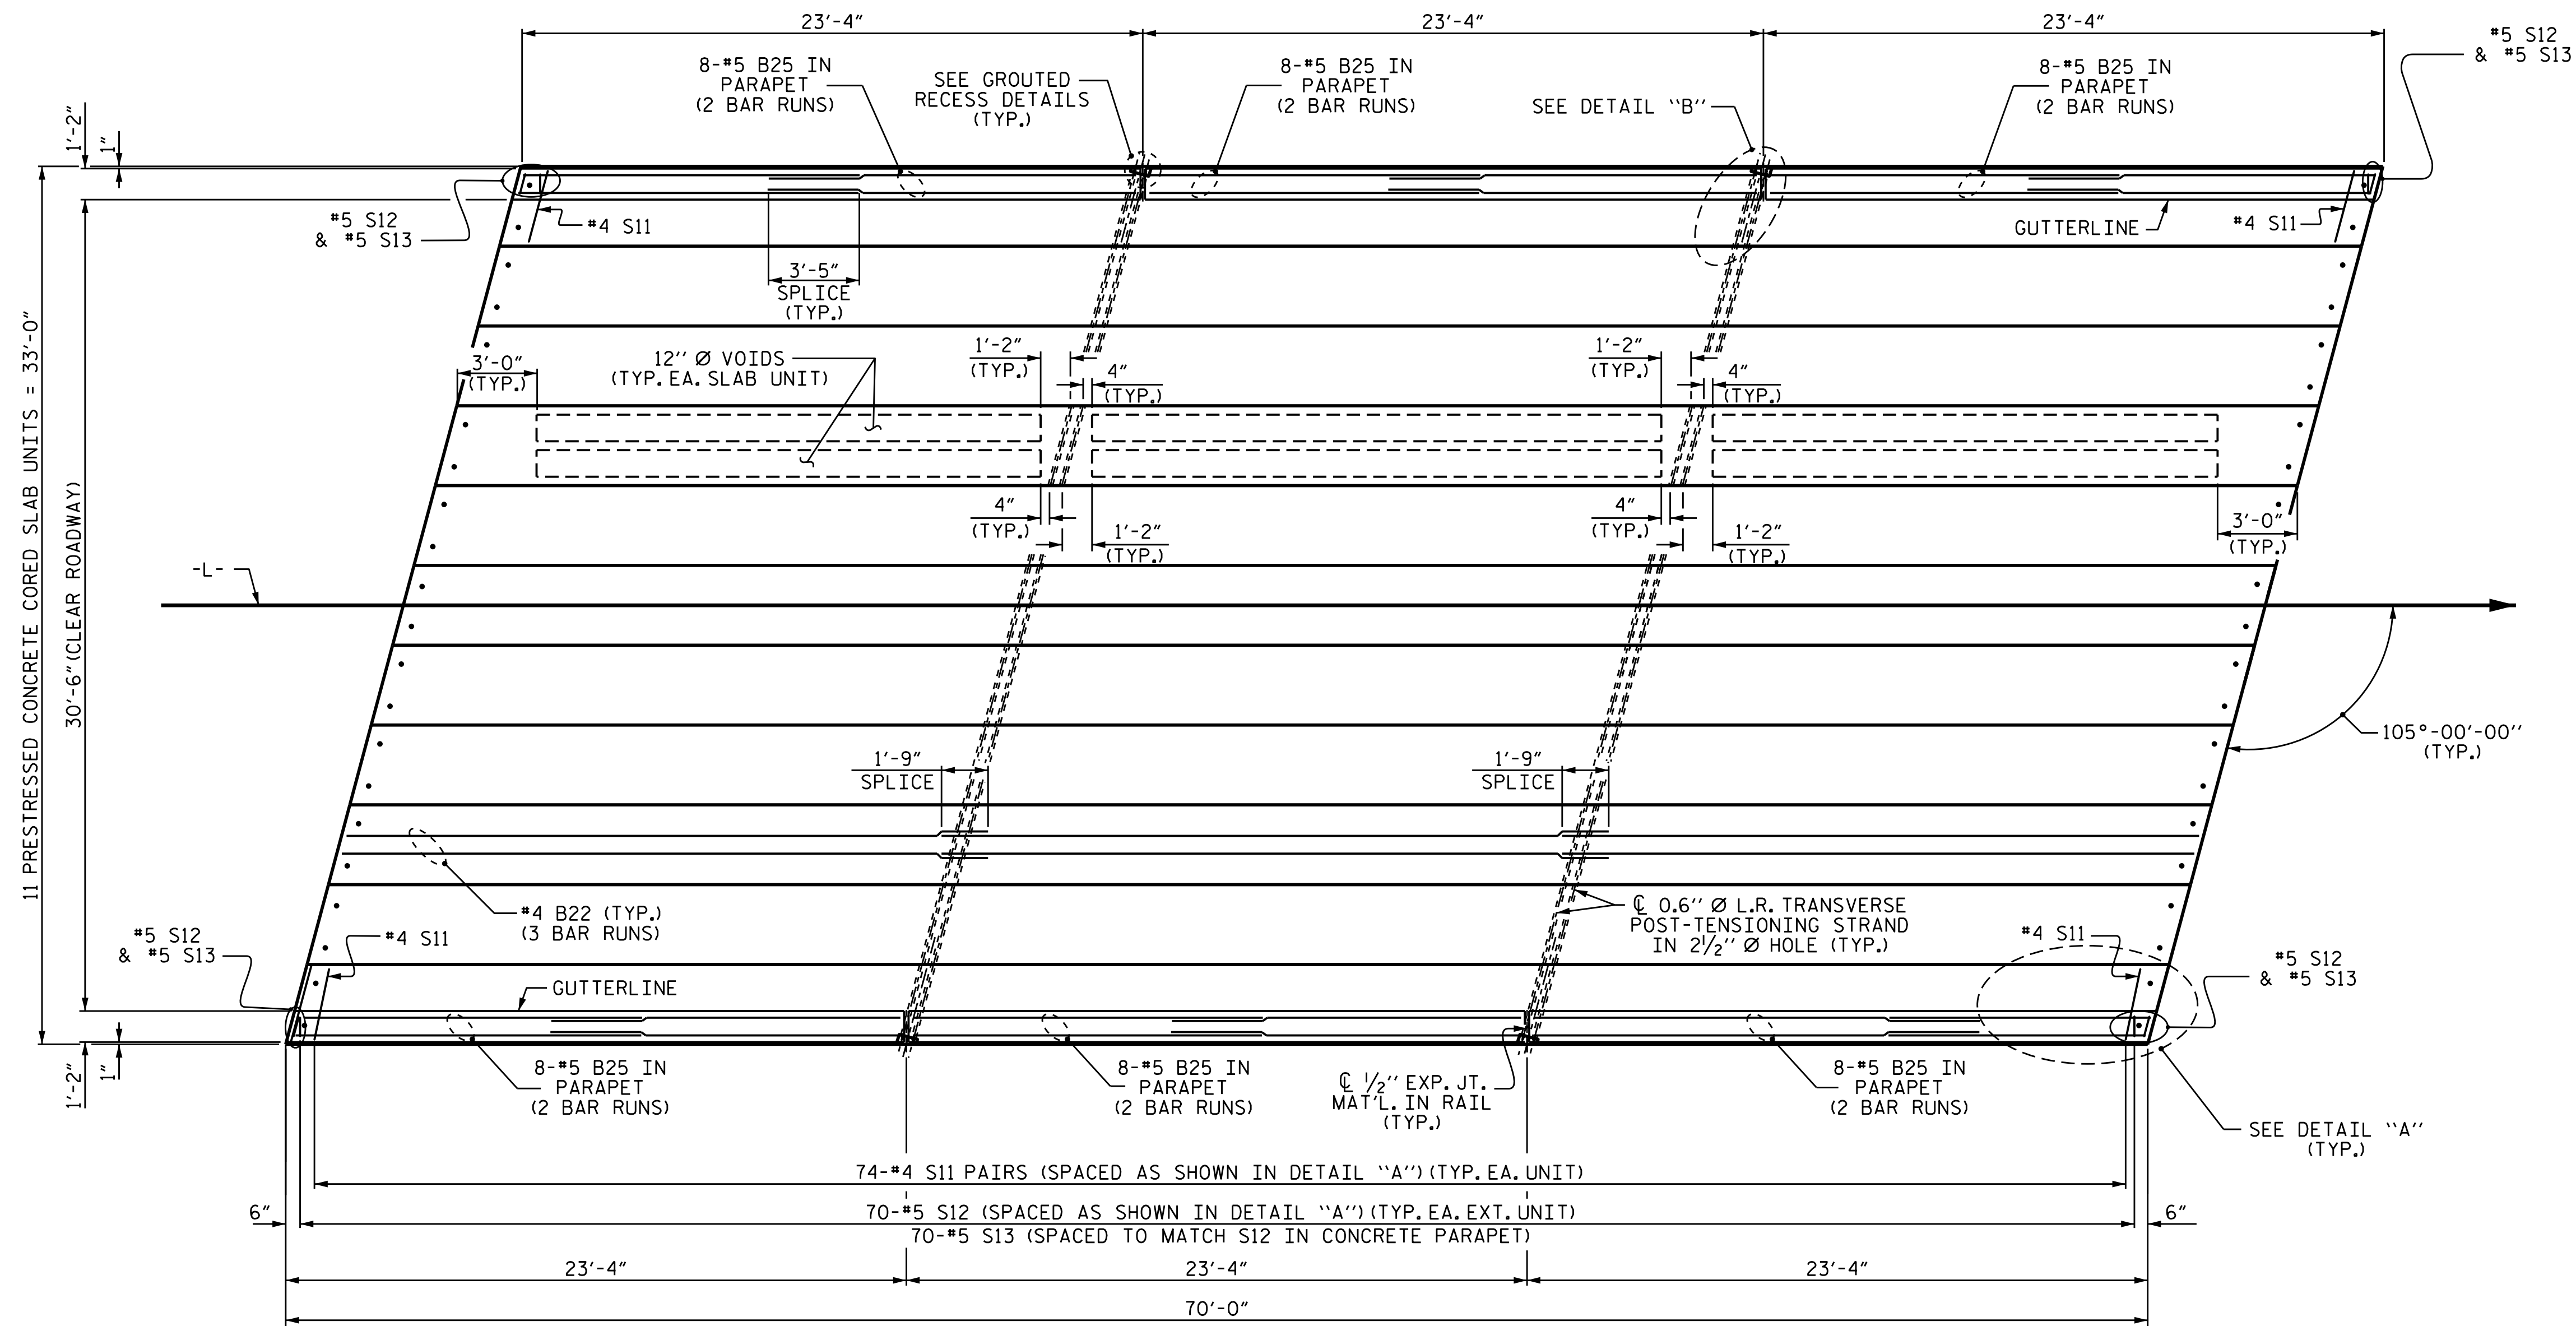 23'-4"
23'-4"
23'-4"
#5 S12
& #5 S13
8-#5 B25 IN
PARAPET
(2 BAR RUNS)
SEE GROUTED
RECESS DETAILS
(TYP.)
8-#5 B25 IN
PARAPET
(2 BAR RUNS)
SEE DETAIL "B"
8-#5 B25 IN
PARAPET
(2 BAR RUNS)
1'-2"
1"
#5 S12
& #5 S13
#4 S11
GUTTERLINE
#4 S11
3'-5"
SPLICE
(TYP.)
3'-0"
(TYP.)
12" Ø VOIDS
(TYP. EA. SLAB UNIT)
1'-2"
(TYP.)
4"
(TYP.)
1'-2"
(TYP.)
4"
(TYP.)
4"
(TYP.)
1'-2"
(TYP.)
4"
(TYP.)
1'-2"
(TYP.)
3'-0"
(TYP.)
11 PRESTRESSED CONCRETE CORED SLAB UNITS = 33'-0"
30'-6" (CLEAR ROADWAY)
-L-
105°-00'-00"
(TYP.)
1'-9"
SPLICE
1'-9"
SPLICE
#4 B22 (TYP.)
(3 BAR RUNS)
℄ 0.6" Ø L.R. TRANSVERSE
POST-TENSIONING STRAND
IN 2½" Ø HOLE (TYP.)
#5 S12
& #5 S13
#4 S11
#4 S11
#5 S12
& #5 S13
GUTTERLINE
1'-2"
1"
8-#5 B25 IN
PARAPET
(2 BAR RUNS)
8-#5 B25 IN
PARAPET
(2 BAR RUNS)
℄ ½" EXP. JT.
MAT'L. IN RAIL
(TYP.)
8-#5 B25 IN
PARAPET
(2 BAR RUNS)
SEE DETAIL "A"
(TYP.)
74-#4 S11 PAIRS (SPACED AS SHOWN IN DETAIL "A") (TYP. EA. UNIT)
6"
70-#5 S12 (SPACED AS SHOWN IN DETAIL "A") (TYP. EA. EXT. UNIT)
6"
70-#5 S13 (SPACED TO MATCH S12 IN CONCRETE PARAPET)
23'-4"
23'-4"
23'-4"
70'-0"